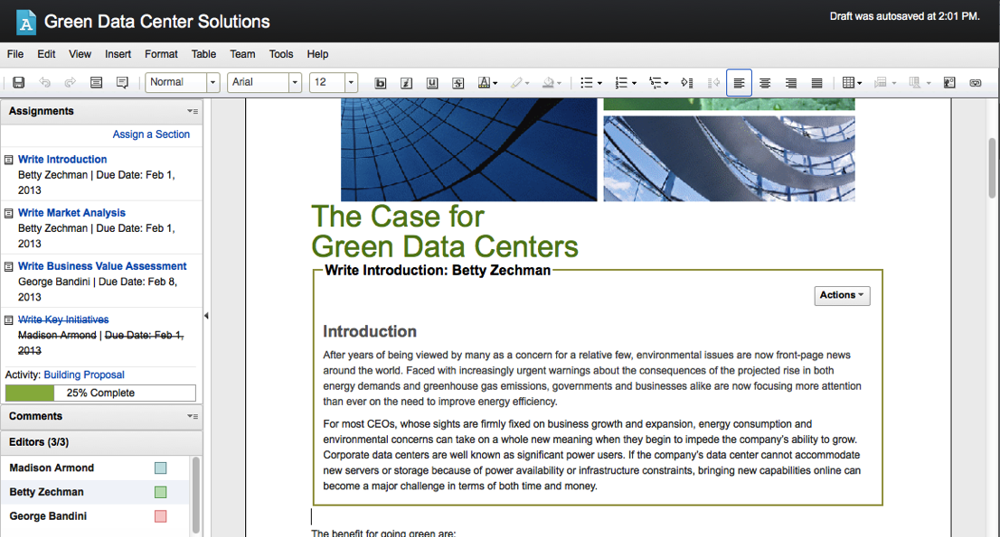 Green Data Center Solutions
Draft was autosaved at 2:01 PM.
File Edit View Insert Format Table Team Tools Help
Normal Arial 12
Assignments
Assign a Section
Write Introduction
Betty Zechman | Due Date: Feb 1,
2013
Write Market Analysis
Betty Zechman | Due Date: Feb 1,
2013
Write Business Value Assessment
George Bandini | Due Date: Feb 8,
2013
Write Key Initiatives
Madison Armond | Due Date: Feb 1,
2013
Activity: Building Proposal
25% Complete
Comments
Editors (3/3)
Madison Armond
Betty Zechman
George Bandini
The Case for
Green Data Centers
Write Introduction: Betty Zechman
Actions
Introduction
After years of being viewed by many as a concern for a relative few, environmental issues are now front-page news
around the world. Faced with increasingly urgent warnings about the consequences of the projected rise in both
energy demands and greenhouse gas emissions, governments and businesses alike are now focusing more attention
than ever on the need to improve energy efficiency.
For most CEOs, whose sights are firmly fixed on business growth and expansion, energy consumption and
environmental concerns can take on a whole new meaning when they begin to impede the company's ability to grow.
Corporate data centers are well known as significant power users. If the company's data center cannot accommodate
new servers or storage because of power availability or infrastructure constraints, bringing new capabilities online can
become a major challenge in terms of both time and money.
The benefit for going green are: